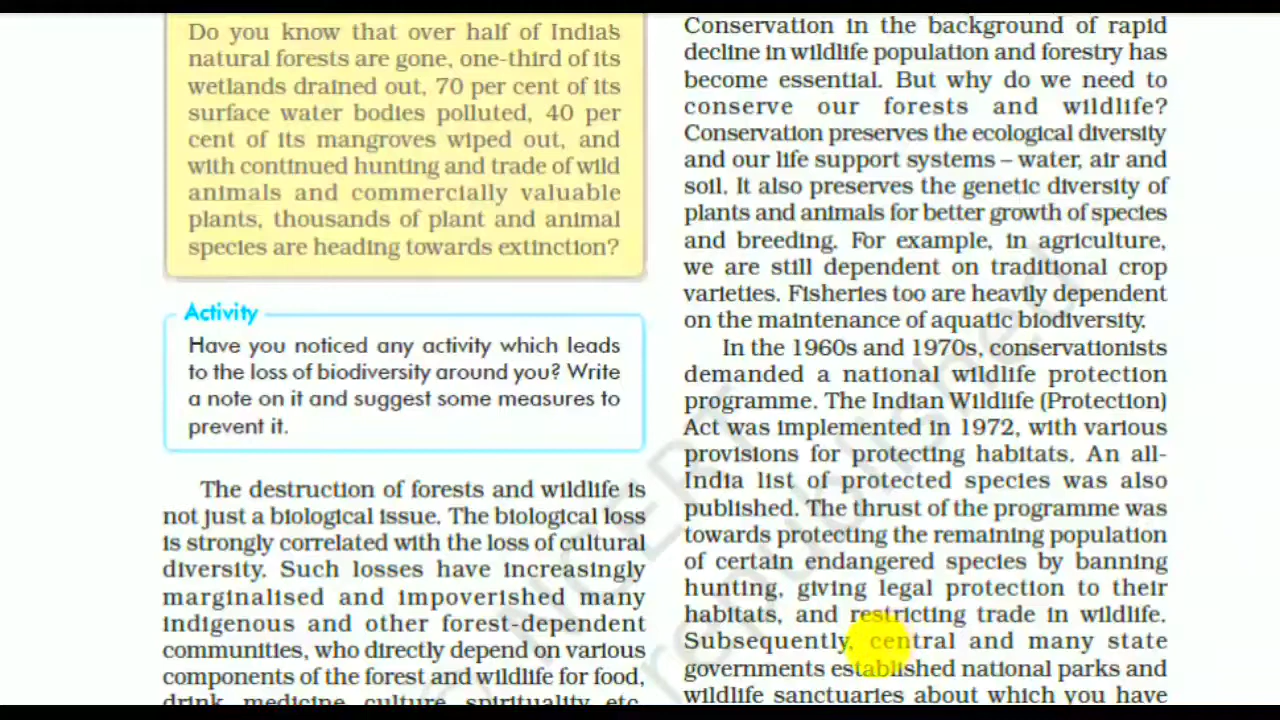 Do you know that over half of India's
natural forests are gone, one-third of its
wetlands drained out, 70 per cent of its
surface water bodies polluted, 40 per
cent of its mangroves wiped out, and
with continued hunting and trade of wild
animals and commercially valuable
plants, thousands of plant and animal
species are heading towards extinction?
Activity
Have you noticed any activity which leads
to the loss of biodiversity around you? Write
a note on it and suggest some measures to
prevent it.
The destruction of forests and wildlife is
not just a biological issue. The biological loss
is strongly correlated with the loss of cultural
diversity. Such losses have increasingly
marginalised and impoverished many
indigenous and other forest-dependent
communities, who directly depend on various
components of the forest and wildlife for food,
drink, medicine, culture, spirituality, etc.
Conservation in the background of rapid
decline in wildlife population and forestry has
become essential. But why do we need to
conserve our forests and wildlife?
Conservation preserves the ecological diversity
and our life support systems – water, air and
soil. It also preserves the genetic diversity of
plants and animals for better growth of species
and breeding. For example, in agriculture,
we are still dependent on traditional crop
varieties. Fisheries too are heavily dependent
on the maintenance of aquatic biodiversity.
In the 1960s and 1970s, conservationists
demanded a national wildlife protection
programme. The Indian Wildlife (Protection)
Act was implemented in 1972, with various
provisions for protecting habitats. An all-
India list of protected species was also
published. The thrust of the programme was
towards protecting the remaining population
of certain endangered species by banning
hunting, giving legal protection to their
habitats, and restricting trade in wildlife.
Subsequently, central and many state
governments established national parks and
wildlife sanctuaries about which you have
© NCERT
republished